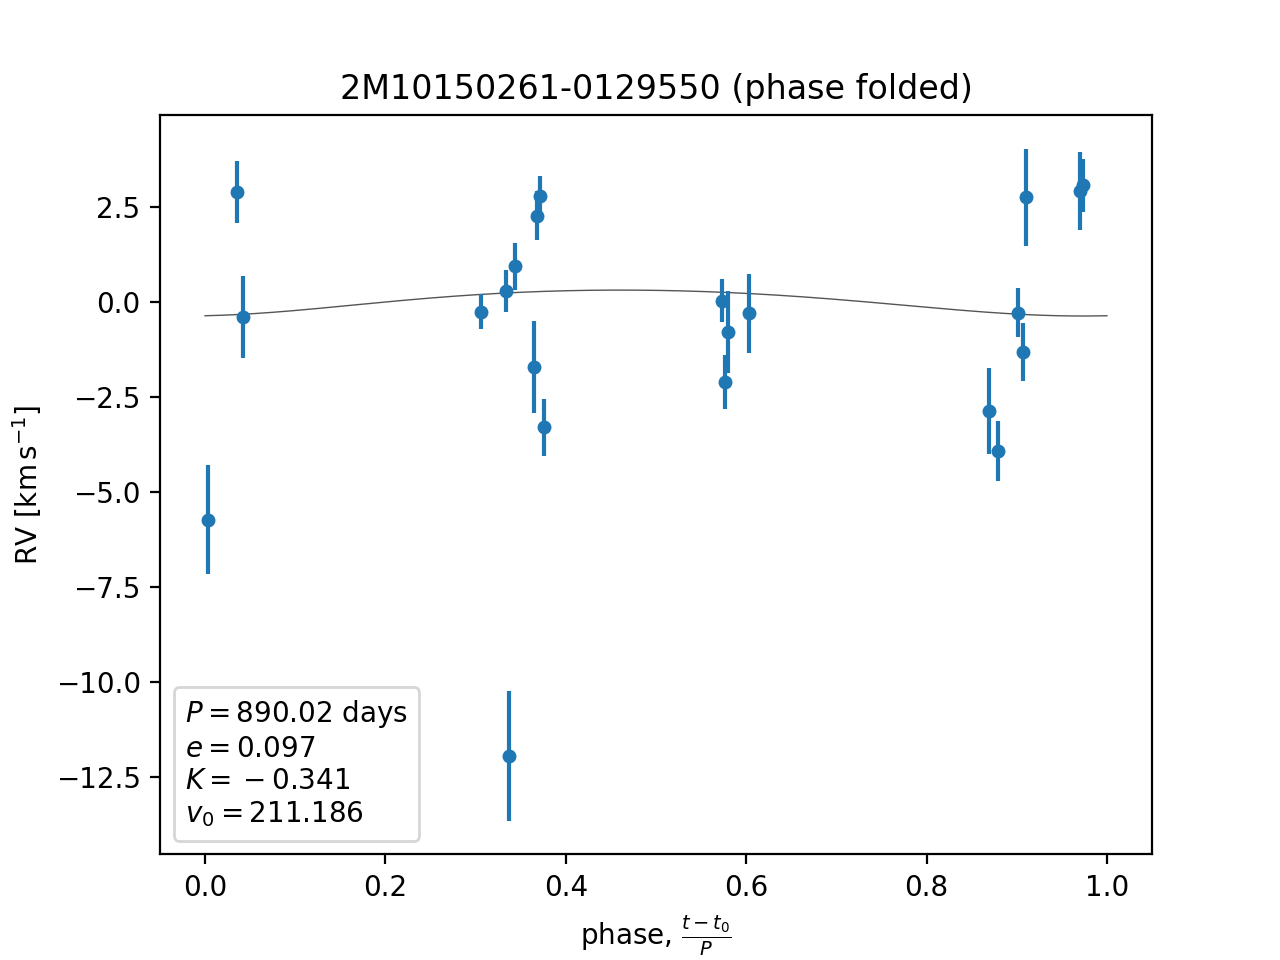 2M10150261-0129550 (phase folded)
RV [km s⁻¹]
2.5
0.0
−2.5
−5.0
−7.5
−10.0
−12.5
P = 890.02 days
e = 0.097
K = −0.341
v₀ = 211.186
0.0 0.2 0.4 0.6 0.8 1.0
phase, (t − t₀)/P